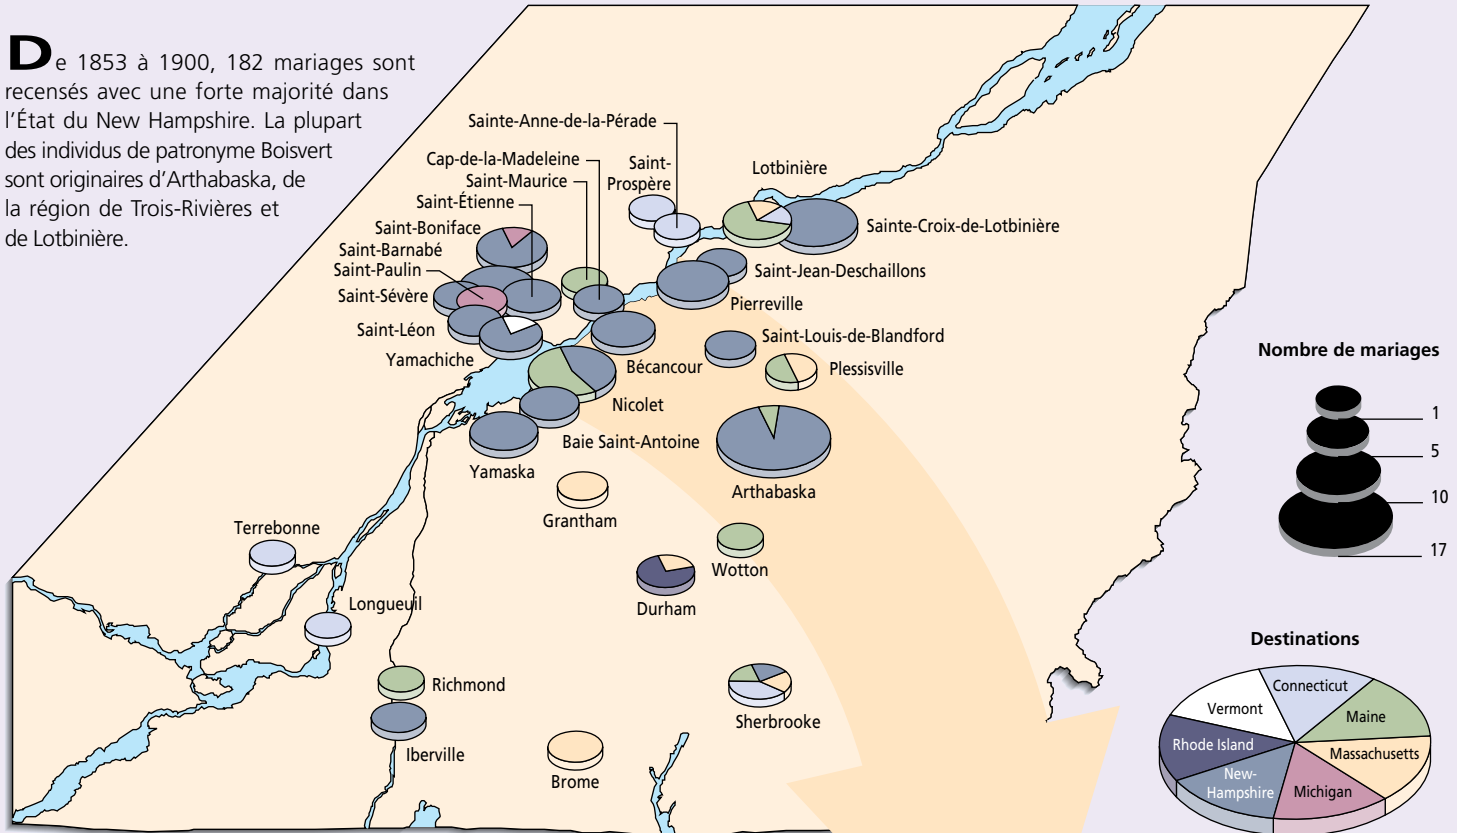 De 1853 à 1900, 182 mariages sont
recensés avec une forte majorité dans
l'État du New Hampshire. La plupart
des individus de patronyme Boisvert
sont originaires d'Arthabaska, de
la région de Trois-Rivières et
de Lotbinière.
Sainte-Anne-de-la-Pérade
Cap-de-la-Madeleine
Saint-
Prospère
Lotbinière
Saint-Maurice
Saint-Étienne
Saint-Boniface
Sainte-Croix-de-Lotbinière
Saint-Barnabé
Saint-Paulin
Saint-Jean-Deschaillons
Saint-Sévère
Pierreville
Saint-Léon
Saint-Louis-de-Blandford
Yamachiche
Bécancour
Plessisville
Nicolet
Baie Saint-Antoine
Yamaska
Arthabaska
Grantham
Terrebonne
Wotton
Durham
Longueuil
Richmond
Sherbrooke
Iberville
Brome
Nombre de mariages
1
5
10
17
Destinations
Connecticut
Vermont
Maine
Rhode Island
Massachusetts
New-
Hampshire
Michigan